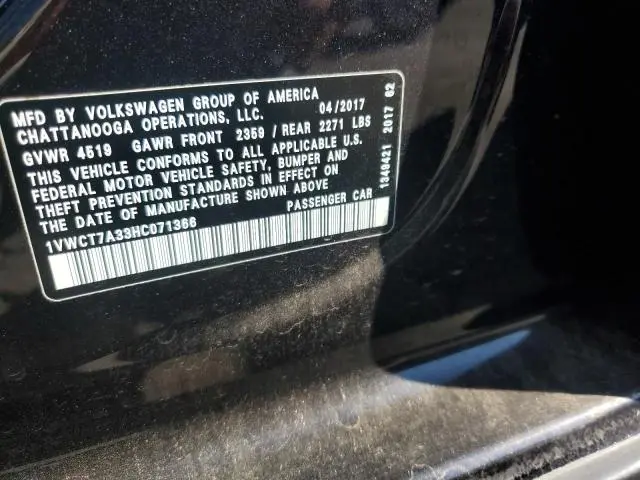 MFD BY VOLKSWAGEN GROUP OF AMERICA
CHATTANOOGA OPERATIONS, LLC. 04/2017
GVWR 4519 GAWR FRONT 2359 / REAR 2271 LBS
THIS VEHICLE CONFORMS TO ALL APPLICABLE U.S.
FEDERAL MOTOR VEHICLE SAFETY, BUMPER AND
THEFT PREVENTION STANDARDS IN EFFECT ON
THE DATE OF MANUFACTURE SHOWN ABOVE
1VWCT7A33HC071366 PASSENGER CAR
1349421 2017 62